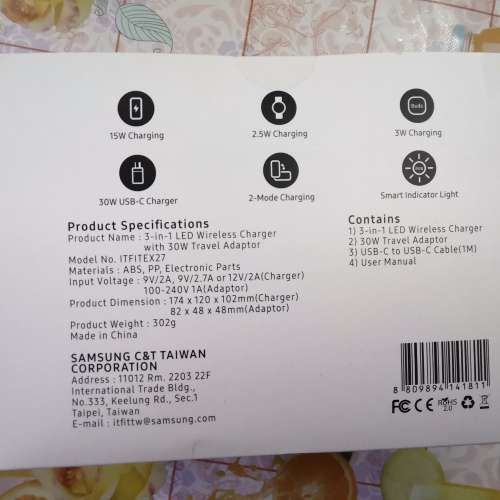 15W Charging
2.5W Charging
Buds
3W Charging
30W USB-C Charger
2-Mode Charging
Smart Indicator Light
Product Specifications
Product Name : 3-in-1 LED Wireless Charger
with 30W Travel Adaptor
Model No. ITFITEX27
Materials : ABS, PP, Electronic Parts
Input Voltage : 9V/2A, 9V/2.7A or 12V/2A(Charger)
100-240V 1A(Adaptor)
Product Dimension : 174 x 120 x 102mm(Charger)
82 x 48 x 48mm(Adaptor)
Product Weight : 302g
Made in China
Contains
1) 3-in-1 LED Wireless Charger
2) 30W Travel Adaptor
3) USB-C to USB-C Cable(1M)
4) User Manual
SAMSUNG C&T TAIWAN
CORPORATION
Address : 11012 Rm. 2203 22F
International Trade Bldg.,
No.333, Keelung Rd., Sec.1
Taipei, Taiwan
E-mail : itfittw@samsung.com
8 809894 141811
FC CE RoHS 2.0